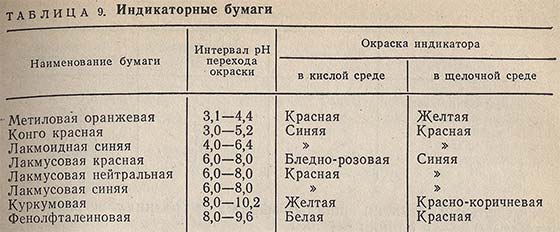 ТАБЛИЦА 9. Индикаторные бумаги
Наименование бумаги
Интервал pH
перехода
окраски
Окраска индикатора
в кислой среде
в щелочной среде
Метиловая оранжевая 3,1—4,4 Красная Желтая
Конго красная 3,0—5,2 Синяя Красная
Лакмоидная синяя 4,0—6,4 » »
Лакмусовая красная 6,0—8,0 Бледно-розовая Синяя
Лакмусовая нейтральная 6,0—8,0 Красная »
Лакмусовая синяя 6,0—8,0 » »
Куркумовая 8,0—10,2 Желтая Красно-коричневая
Фенолфталеиновая 8,0—9,6 Белая Красная